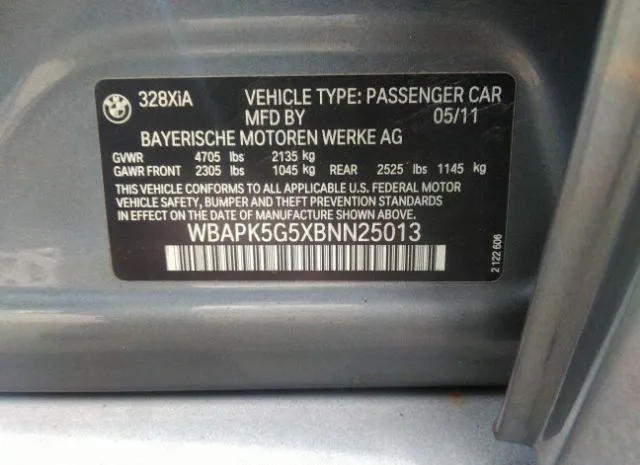 BMW 328XiA VEHICLE TYPE: PASSENGER CAR
MFD BY 05/11
BAYERISCHE MOTOREN WERKE AG
GVWR 4705 lbs 2135 kg
GAWR FRONT 2305 lbs 1045 kg REAR 2525 lbs 1145 kg
THIS VEHICLE CONFORMS TO ALL APPLICABLE U.S. FEDERAL MOTOR
VEHICLE SAFETY, BUMPER AND THEFT PREVENTION STANDARDS
IN EFFECT ON THE DATE OF MANUFACTURE SHOWN ABOVE.
WBAPK5G5XBNN25013
2 122 606